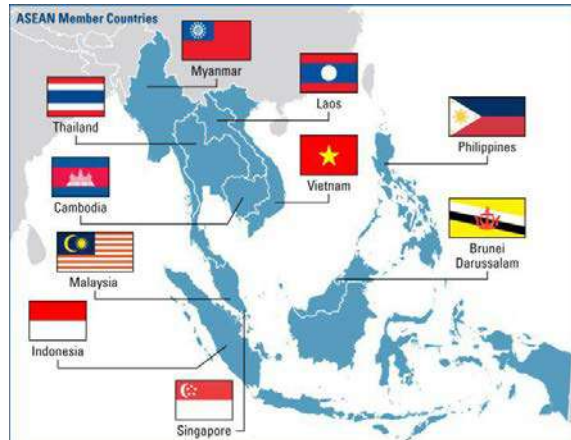 ASEAN Member Countries
Myanmar
Laos
Thailand
Philippines
Vietnam
Cambodia
Brunei
Darussalam
Malaysia
Indonesia
Singapore